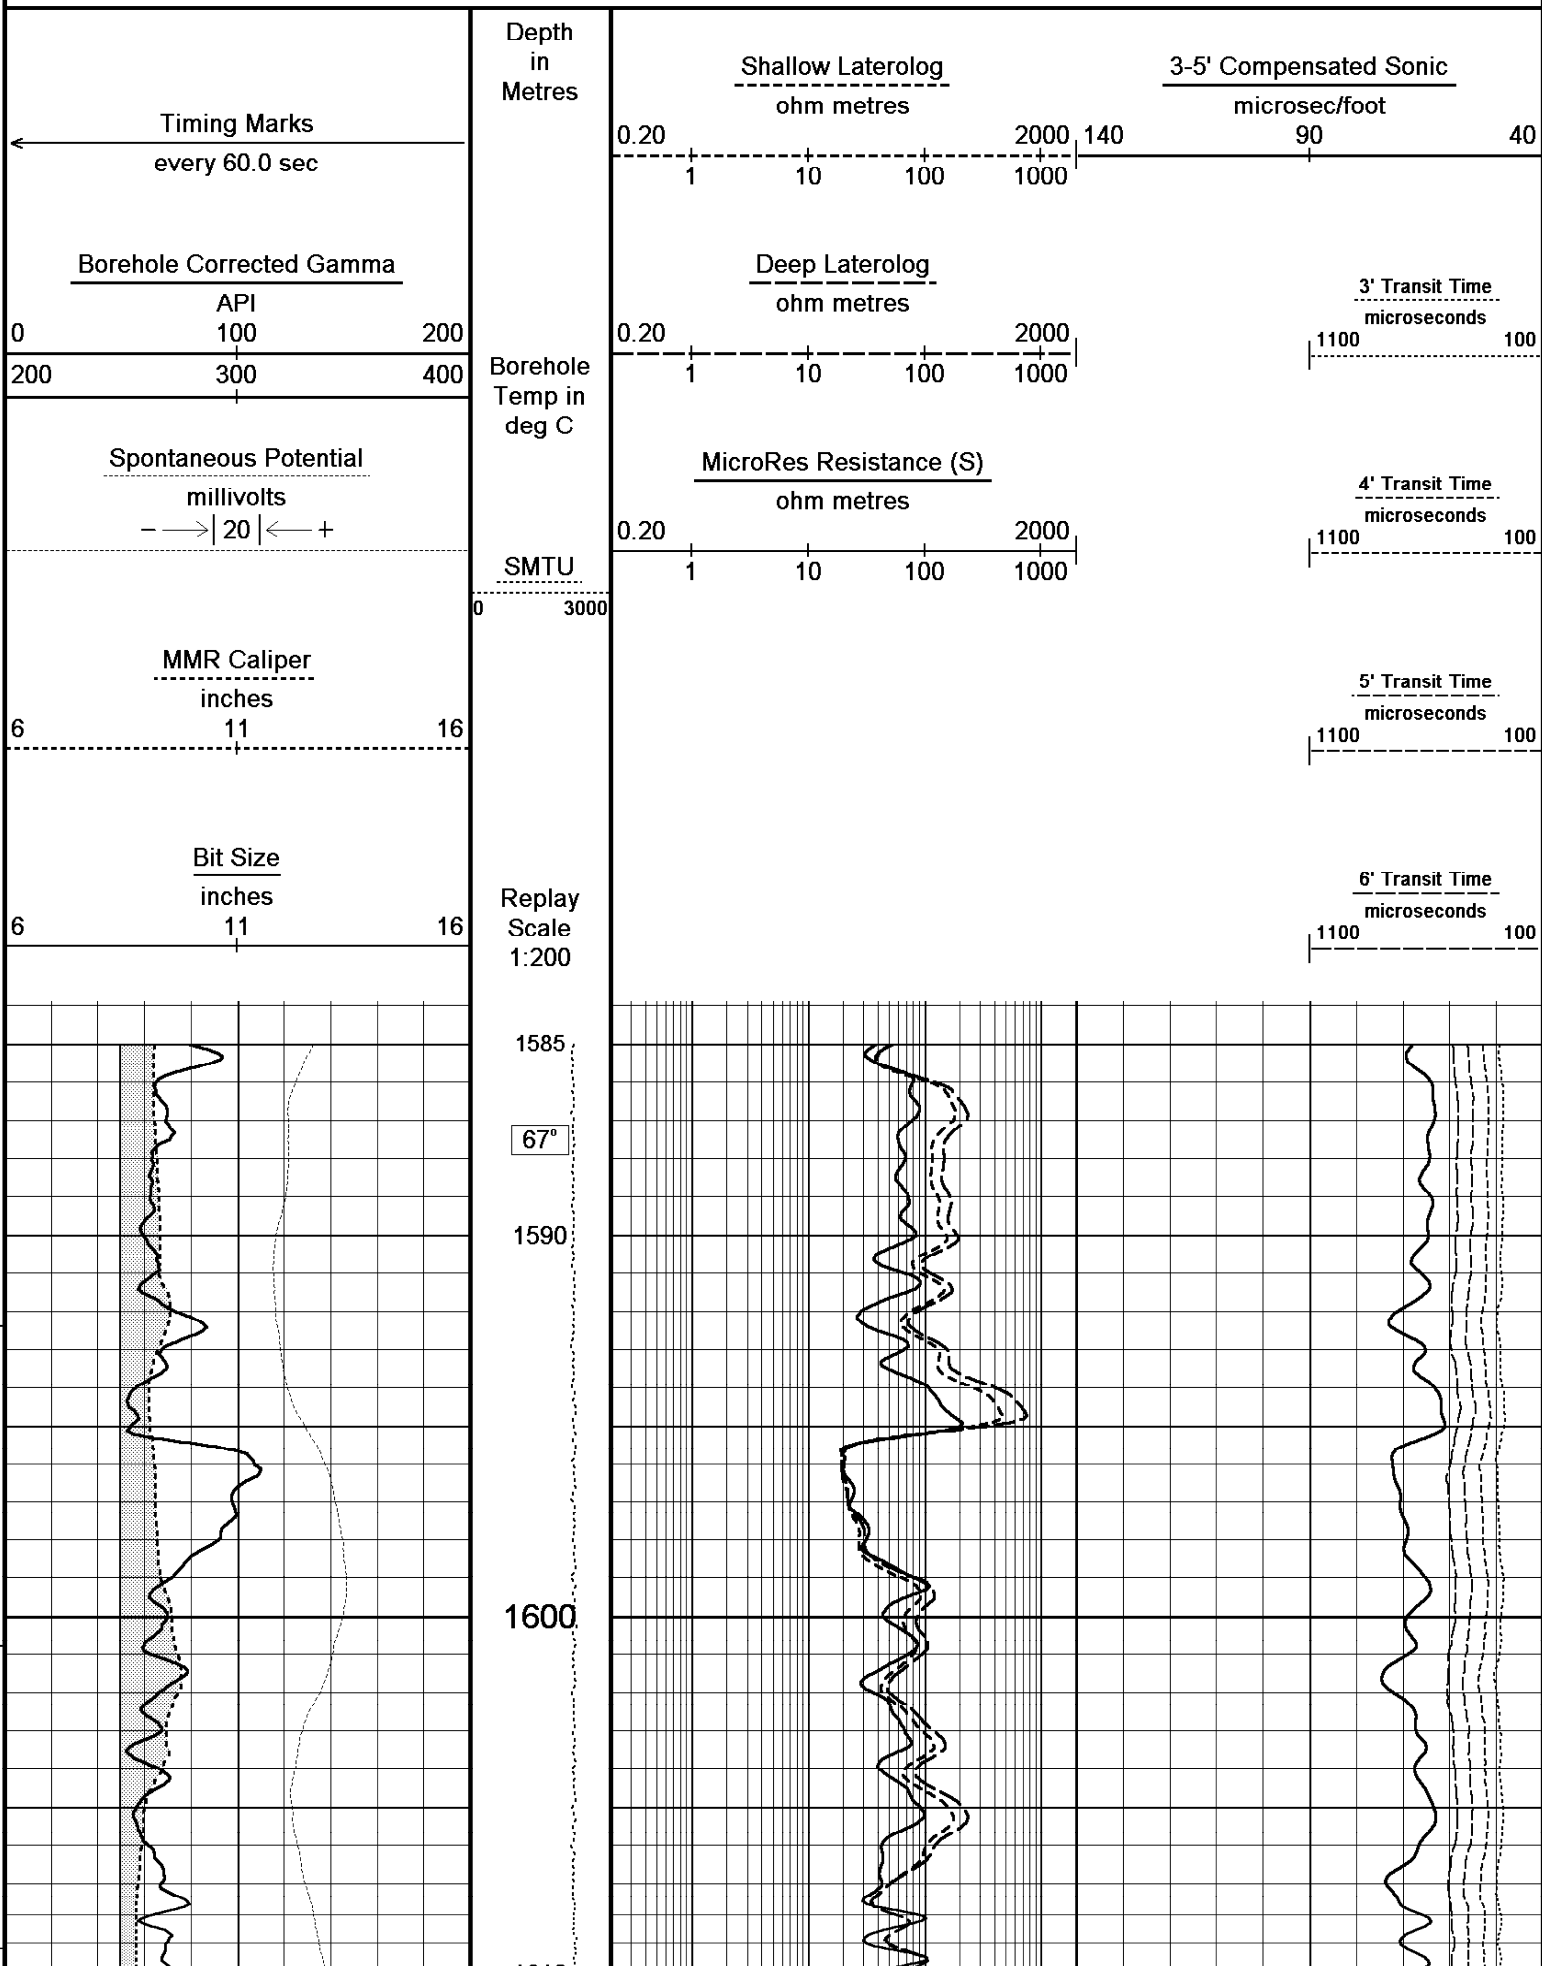 Timing Marks
every 60.0 sec
Borehole Corrected Gamma
API
0 100 200
200 300 400
Spontaneous Potential
millivolts
− 20 +
MMR Caliper
inches
6 11 16
Bit Size
inches
6 11 16
Depth
in
Metres
Borehole
Temp in
deg C
SMTU
0 3000
Replay
Scale
1:200
Shallow Laterolog
ohm metres
0.20 2000
1 10 100 1000
Deep Laterolog
ohm metres
0.20 2000
1 10 100 1000
MicroRes Resistance (S)
ohm metres
0.20 2000
1 10 100 1000
3-5' Compensated Sonic
microsec/foot
140 90 40
3' Transit Time
microseconds
1100 100
4' Transit Time
microseconds
1100 100
5' Transit Time
microseconds
1100 100
6' Transit Time
microseconds
1100 100
1585
67°
1590
1600